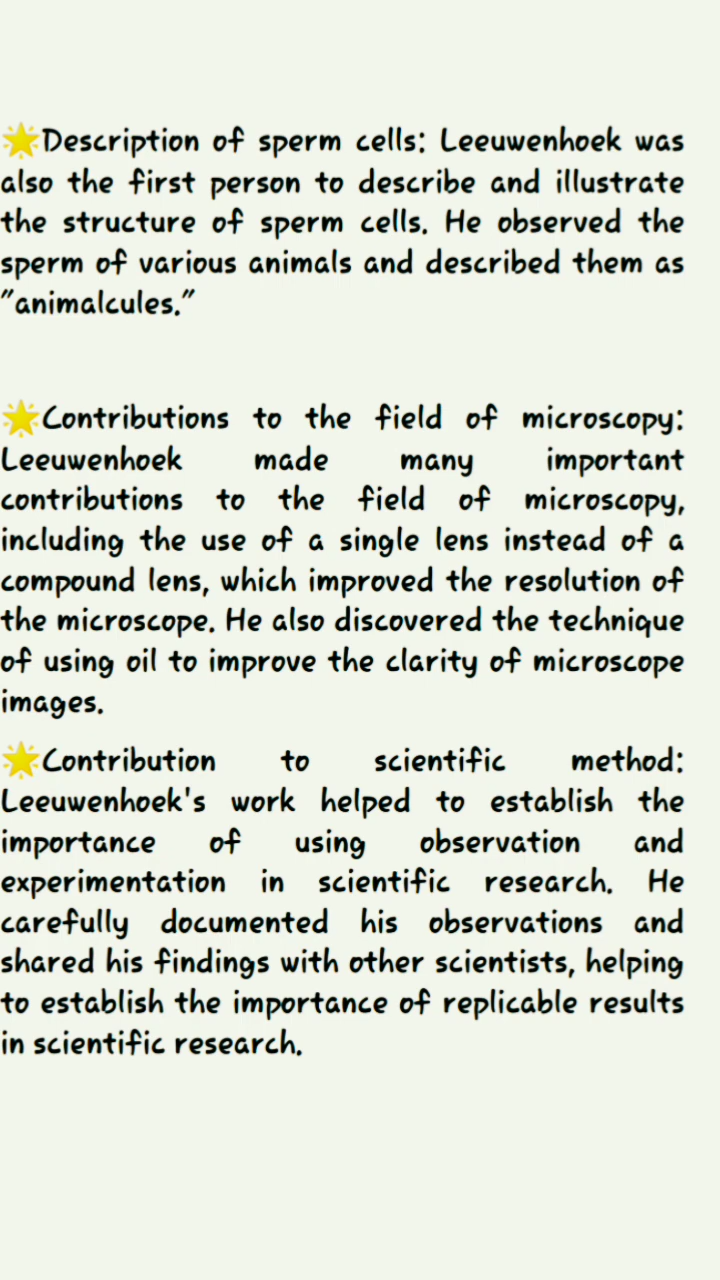 🌟Description of sperm cells: Leeuwenhoek was
also the first person to describe and illustrate
the structure of sperm cells. He observed the
sperm of various animals and described them as
"animalcules."
🌟Contributions to the field of microscopy:
Leeuwenhoek made many important
contributions to the field of microscopy,
including the use of a single lens instead of a
compound lens, which improved the resolution of
the microscope. He also discovered the technique
of using oil to improve the clarity of microscope
images.
🌟Contribution to scientific method:
Leeuwenhoek's work helped to establish the
importance of using observation and
experimentation in scientific research. He
carefully documented his observations and
shared his findings with other scientists, helping
to establish the importance of replicable results
in scientific research.